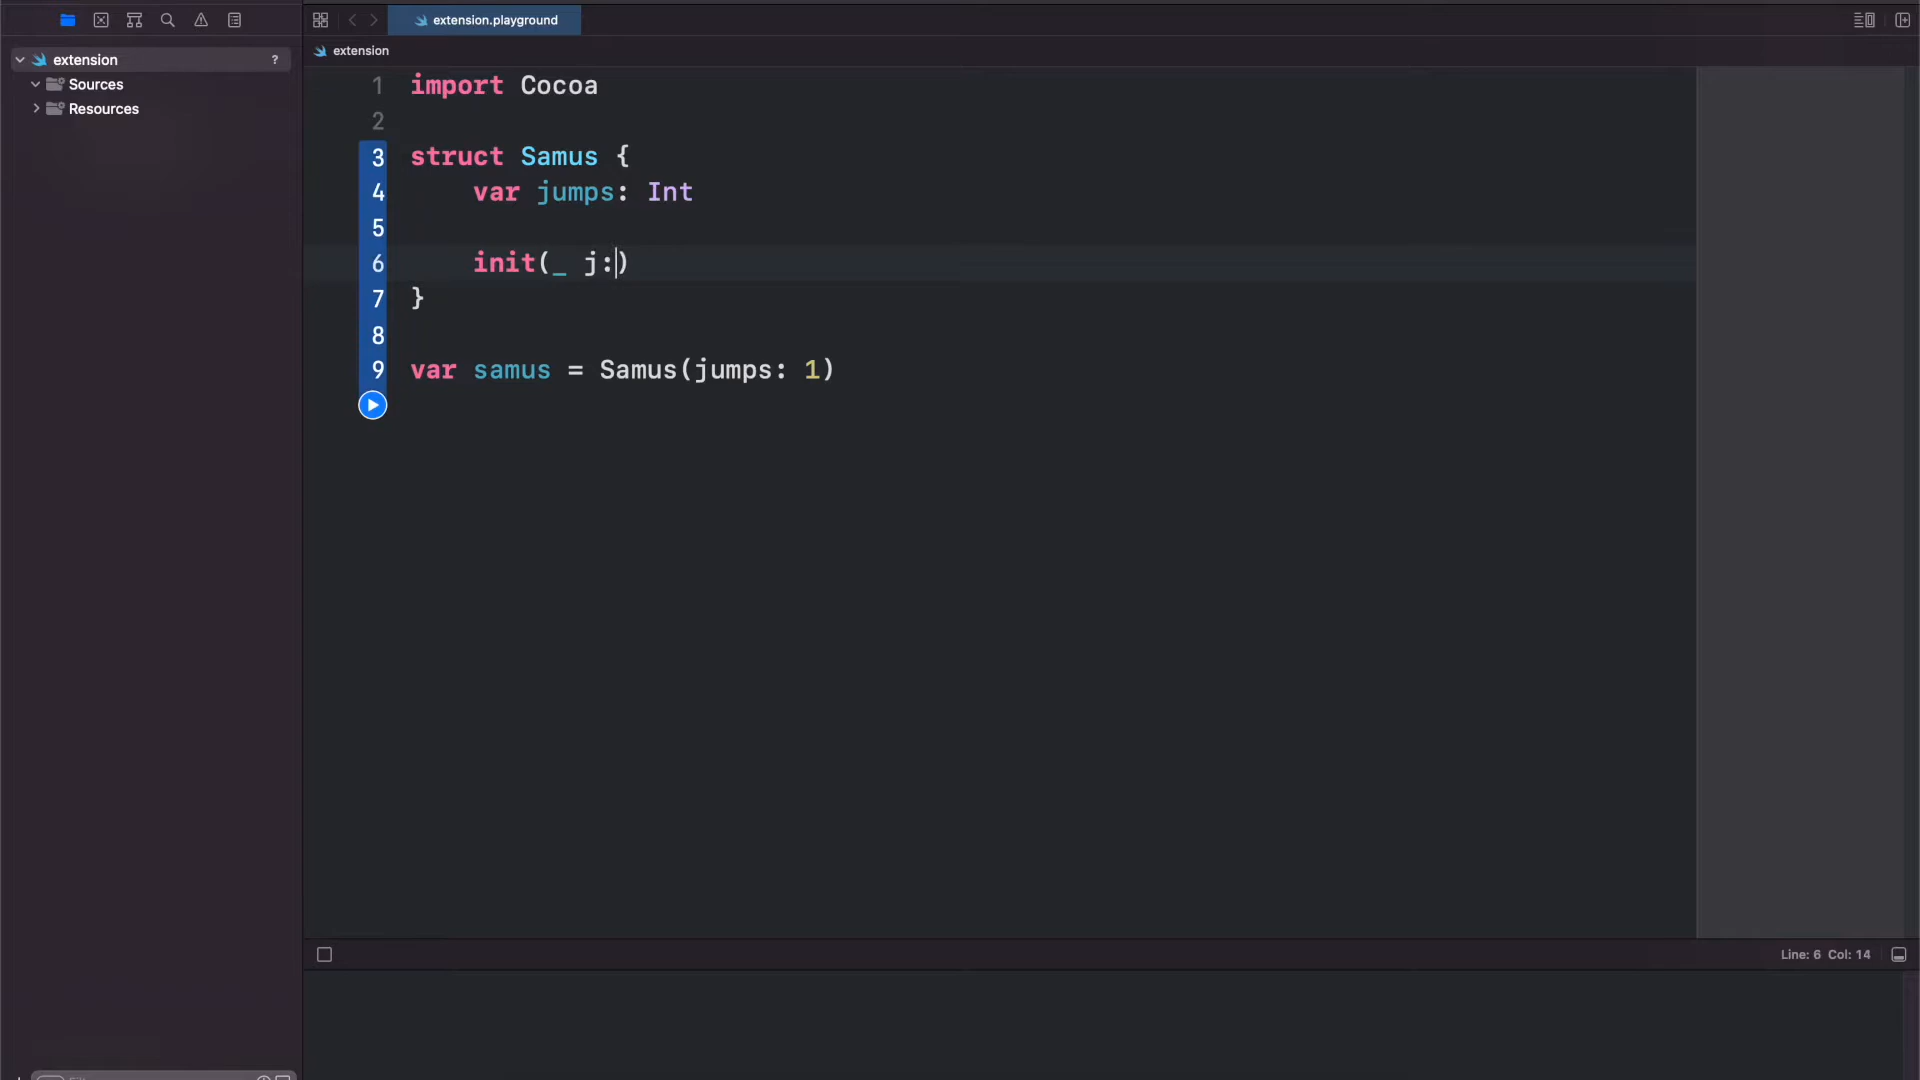 extension.playground
extension
?
extension
Sources
Resources
1 import Cocoa
2
3 struct Samus {
4 var jumps: Int
5
6 init(_ j:)
7 }
8
9 var samus = Samus(jumps: 1)
Line: 6 Col: 14